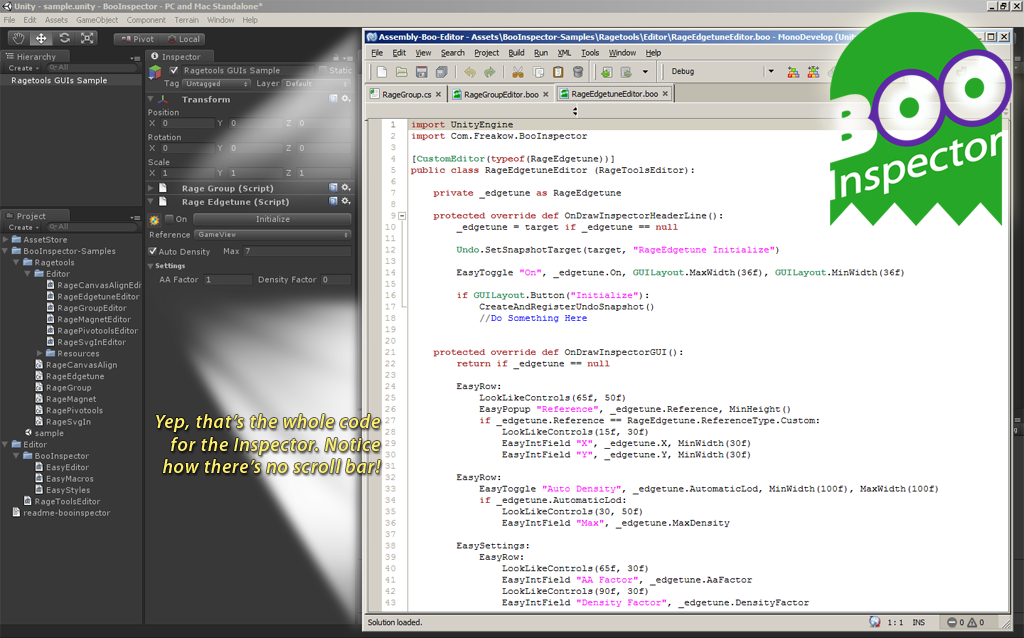 Unity - sample.unity - BooInspector - PC and Mac Standalone*
File Edit Assets GameObject Component Terrain Window Help
Pivot Local
Hierarchy
Create All
Ragetools GUIs Sample
Project
Create All
AssetStore
BooInspector-Samples
Ragetools
Editor
RageCanvasAlignEdi
RageEdgetuneEditor
RageGroupEditor
RageMagnetEditor
RagePivotoolsEditor
RageSvgInEditor
Resources
RageCanvasAlign
RageEdgetune
RageGroup
RageMagnet
RagePivotools
RageSvgIn
sample
Editor
BooInspector
EasyEditor
EasyMacros
EasyStyles
RageToolsEditor
readme-booinspector
Inspector
Ragetools GUIs Sample Static
Tag Untagged Layer Default
Transform
Position
X 0 Y 0 Z 0
Rotation
X 0 Y 0 Z 0
Scale
X 1 Y 1 Z 1
Rage Group (Script)
Rage Edgetune (Script)
On Initialize
Reference GameView
Auto Density Max 7
Settings
AA Factor 1 Density Factor 0
Yep, that's the whole code
for the Inspector. Notice
how there's no scroll bar!
Assembly-Boo-Editor - Assets\BooInspector-Samples\Ragetools\Editor\RageEdgetuneEditor.boo - MonoDevelop (Uni
File Edit View Search Project Build Run XML Tools Window Help
Debug
RageGroup.cs RageGroupEditor.boo RageEdgetuneEditor.boo
1 import UnityEngine
2 import Com.Freakow.BooInspector
3
4 [CustomEditor(typeof(RageEdgetune))]
5 public class RageEdgetuneEditor (RageToolsEditor):
6
7 private _edgetune as RageEdgetune
8
9 protected override def OnDrawInspectorHeaderLine():
10 _edgetune = target if _edgetune == null
11
12 Undo.SetSnapshotTarget(target, "RageEdgetune Initialize")
13
14 EasyToggle "On", _edgetune.On, GUILayout.MaxWidth(36f), GUILayout.MinWidth(36f)
15
16 if GUILayout.Button("Initialize"):
17 CreateAndRegisterUndoSnapshot()
18 //Do Something Here
19
20
21 protected override def OnDrawInspectorGUI():
22 return if _edgetune == null
23
24 EasyRow:
25 LookLikeControls(65f, 50f)
26 EasyPopup "Reference", _edgetune.Reference, MinHeight()
27 if _edgetune.Reference == RageEdgetune.ReferenceType.Custom:
28 LookLikeControls(15f, 30f)
29 EasyIntField "X", _edgetune.X, MinWidth(30f)
30 EasyIntField "Y", _edgetune.Y, MinWidth(30f)
31
32 EasyRow:
33 EasyToggle "Auto Density", _edgetune.AutomaticLod, MinWidth(100f), MaxWidth(100f)
34 if _edgetune.AutomaticLod:
35 LookLikeControls(30, 50f)
36 EasyIntField "Max", _edgetune.MaxDensity
37
38 EasySettings:
39 EasyRow:
40 LookLikeControls(65f, 30f)
41 EasyIntField "AA Factor", _edgetune.AaFactor
42 LookLikeControls(90f, 30f)
43 EasyIntField "Density Factor", _edgetune.DensityFactor
Solution loaded. 1 : 1 INS 0 0
BOO
Inspector